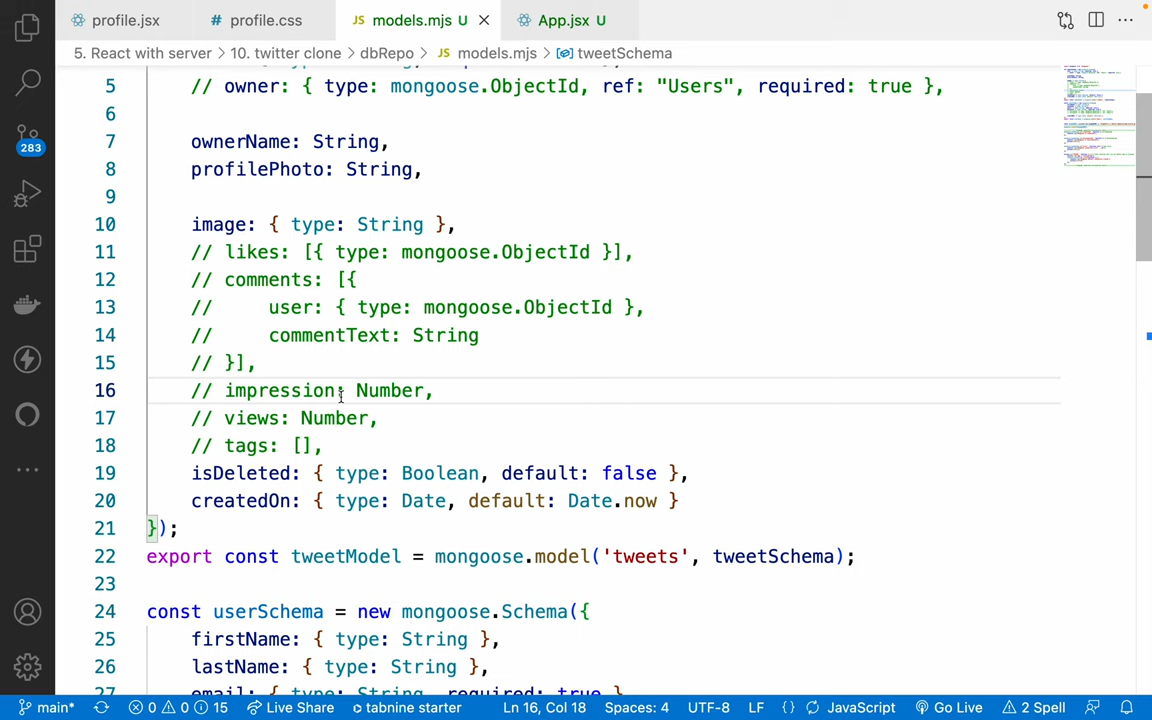 profile.jsx
# profile.css
JS models.mjs U ×
App.jsx U
5. React with server > 10. twitter clone > dbRepo > JS models.mjs > tweetSchema
5 // owner: { type: mongoose.ObjectId, ref: "Users", required: true },
6
7 ownerName: String,
8 profilePhoto: String,
9
10 image: { type: String },
11 // likes: [{ type: mongoose.ObjectId }],
12 // comments: [{
13 // user: { type: mongoose.ObjectId },
14 // commentText: String
15 // }],
16 // impression: Number,
17 // views: Number,
18 // tags: [],
19 isDeleted: { type: Boolean, default: false },
20 createdOn: { type: Date, default: Date.now }
21 });
22 export const tweetModel = mongoose.model('tweets', tweetSchema);
23
24 const userSchema = new mongoose.Schema({
25 firstName: { type: String },
26 lastName: { type: String },
27 email: { type: String, required: true }
283
main* 0 0 15 Live Share tabnine starter Ln 16, Col 18 Spaces: 4 UTF-8 LF {} JavaScript Go Live 2 Spell